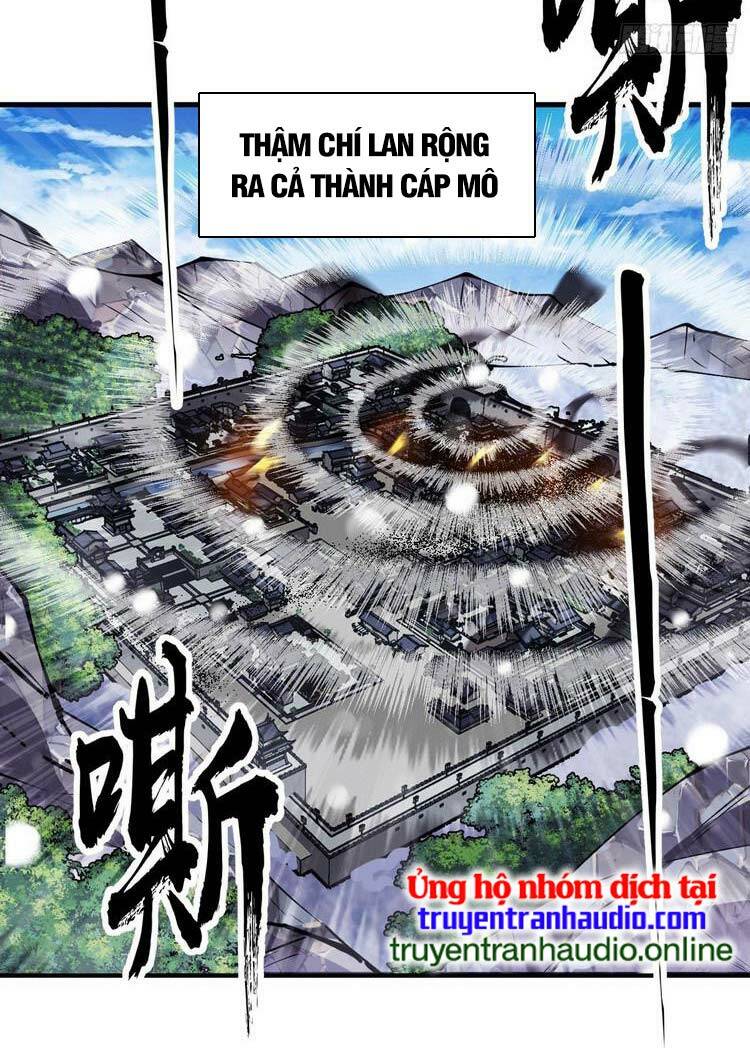 嘶
THẬM CHÍ LAN RỘNG
RA CẢ THÀNH CÁP MÔ
嘶
Ủng hộ nhóm dịch tại
truyentranhaudio.com
truyentranhaudio.online